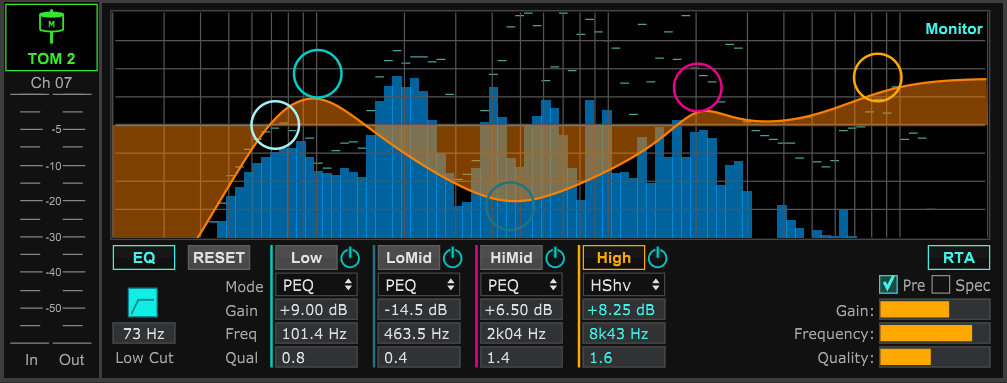 M
TOM 2
Ch 07
-5
-10
-20
-30
-40
-50
In Out
Monitor
EQ RESET Low LoMid HiMid High RTA
Mode PEQ PEQ PEQ HShv Pre Spec
Gain +9.00 dB -14.5 dB +6.50 dB +8.25 dB Gain:
73 Hz Freq 101.4 Hz 463.5 Hz 2k04 Hz 8k43 Hz Frequency:
Low Cut Qual 0.8 0.4 1.4 1.6 Quality: